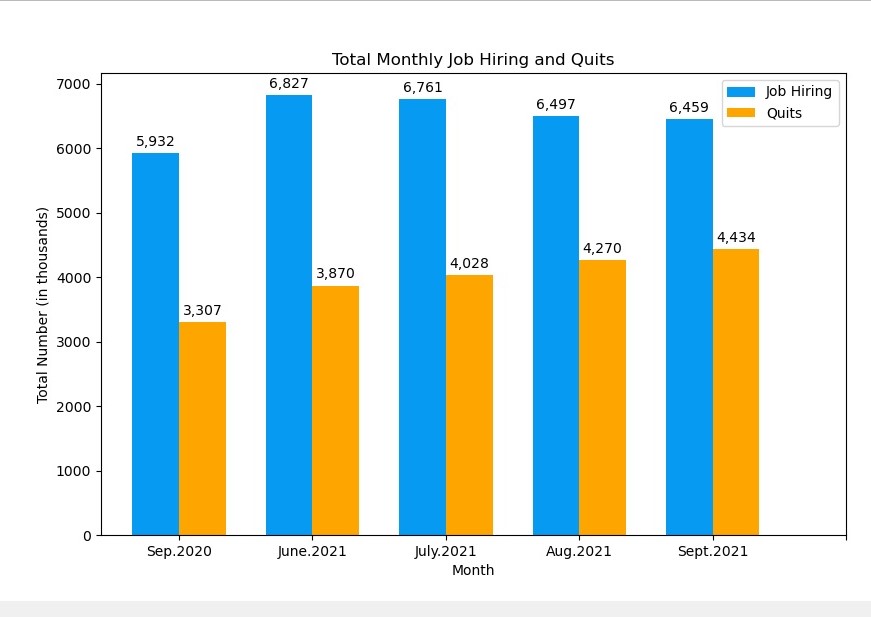 Total Monthly Job Hiring and Quits
Job Hiring
Quits
Total Number (in thousands)
7000
6000
5000
4000
3000
2000
1000
0
5,932
3,307
6,827
3,870
6,761
4,028
6,497
4,270
6,459
4,434
Sep.2020
June.2021
July.2021
Aug.2021
Sept.2021
Month